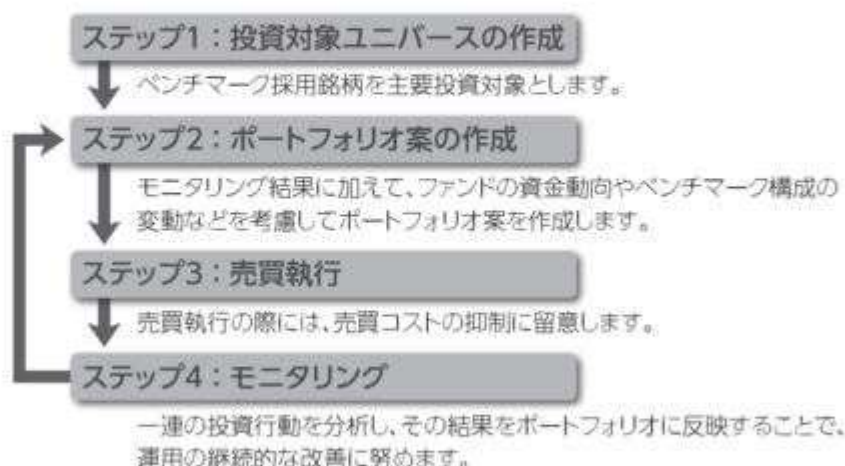 ステップ1：投資対象ユニバースの作成
ベンチマーク採用銘柄を主要投資対象とします。
ステップ2：ポートフォリオ案の作成
モニタリング結果に加えて、ファンドの資金動向やベンチマーク構成の
変動などを考慮してポートフォリオ案を作成します。
ステップ3：売買執行
売買執行の際には、売買コストの抑制に留意します。
ステップ4：モニタリング
一連の投資行動を分析し、その結果をポートフォリオに反映することで、
運用の継続的な改善に努めます。